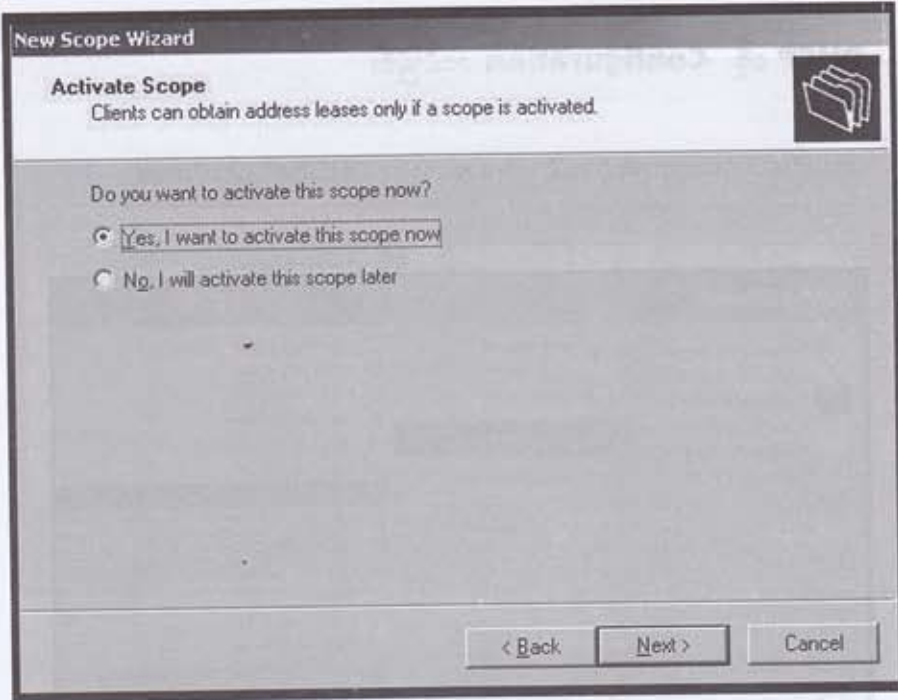 New Scope Wizard
Activate Scope
Clients can obtain address leases only if a scope is activated.
Do you want to activate this scope now?
Yes, I want to activate this scope now
No, I will activate this scope later
< Back
Next >
Cancel